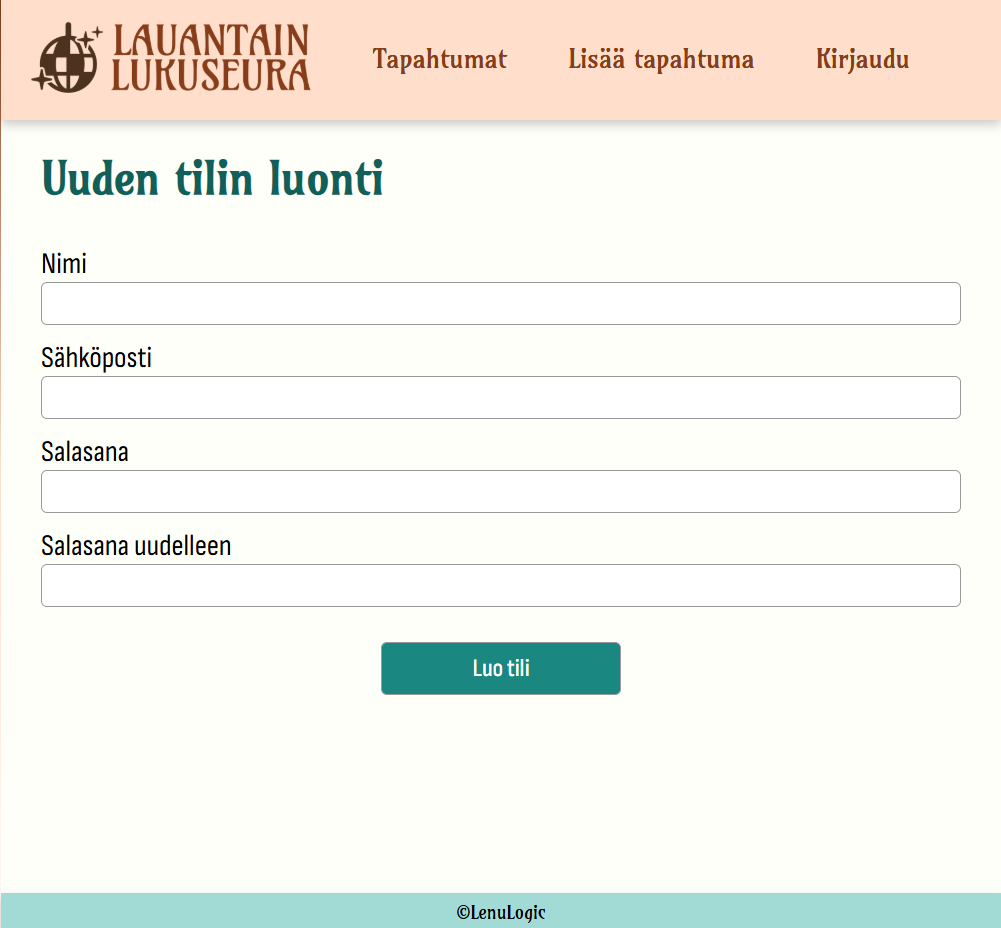 LAUANTAIN
LUKUSEURA
Tapahtumat Lisää tapahtuma Kirjaudu
Uuden tilin luonti
Nimi
Sähköposti
Salasana
Salasana uudelleen
Luo tili
©LenuLogic